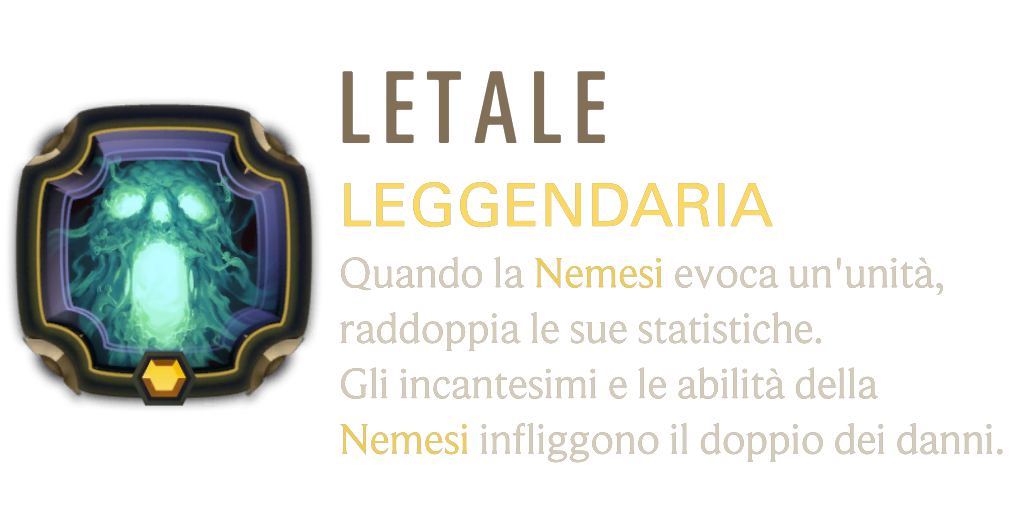 LETALE
LEGGENDARIA
Quando la Nemesi evoca un'unità,
raddoppia le sue statistiche.
Gli incantesimi e le abilità della
Nemesi infliggono il doppio dei danni.